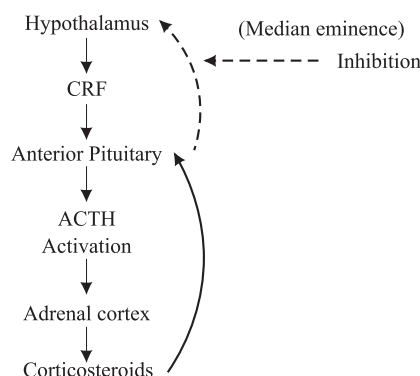 Hypothalamus
(Median eminence)
Inhibition
CRF
Anterior Pituitary
ACTH
Activation
Adrenal cortex
Corticosteroids